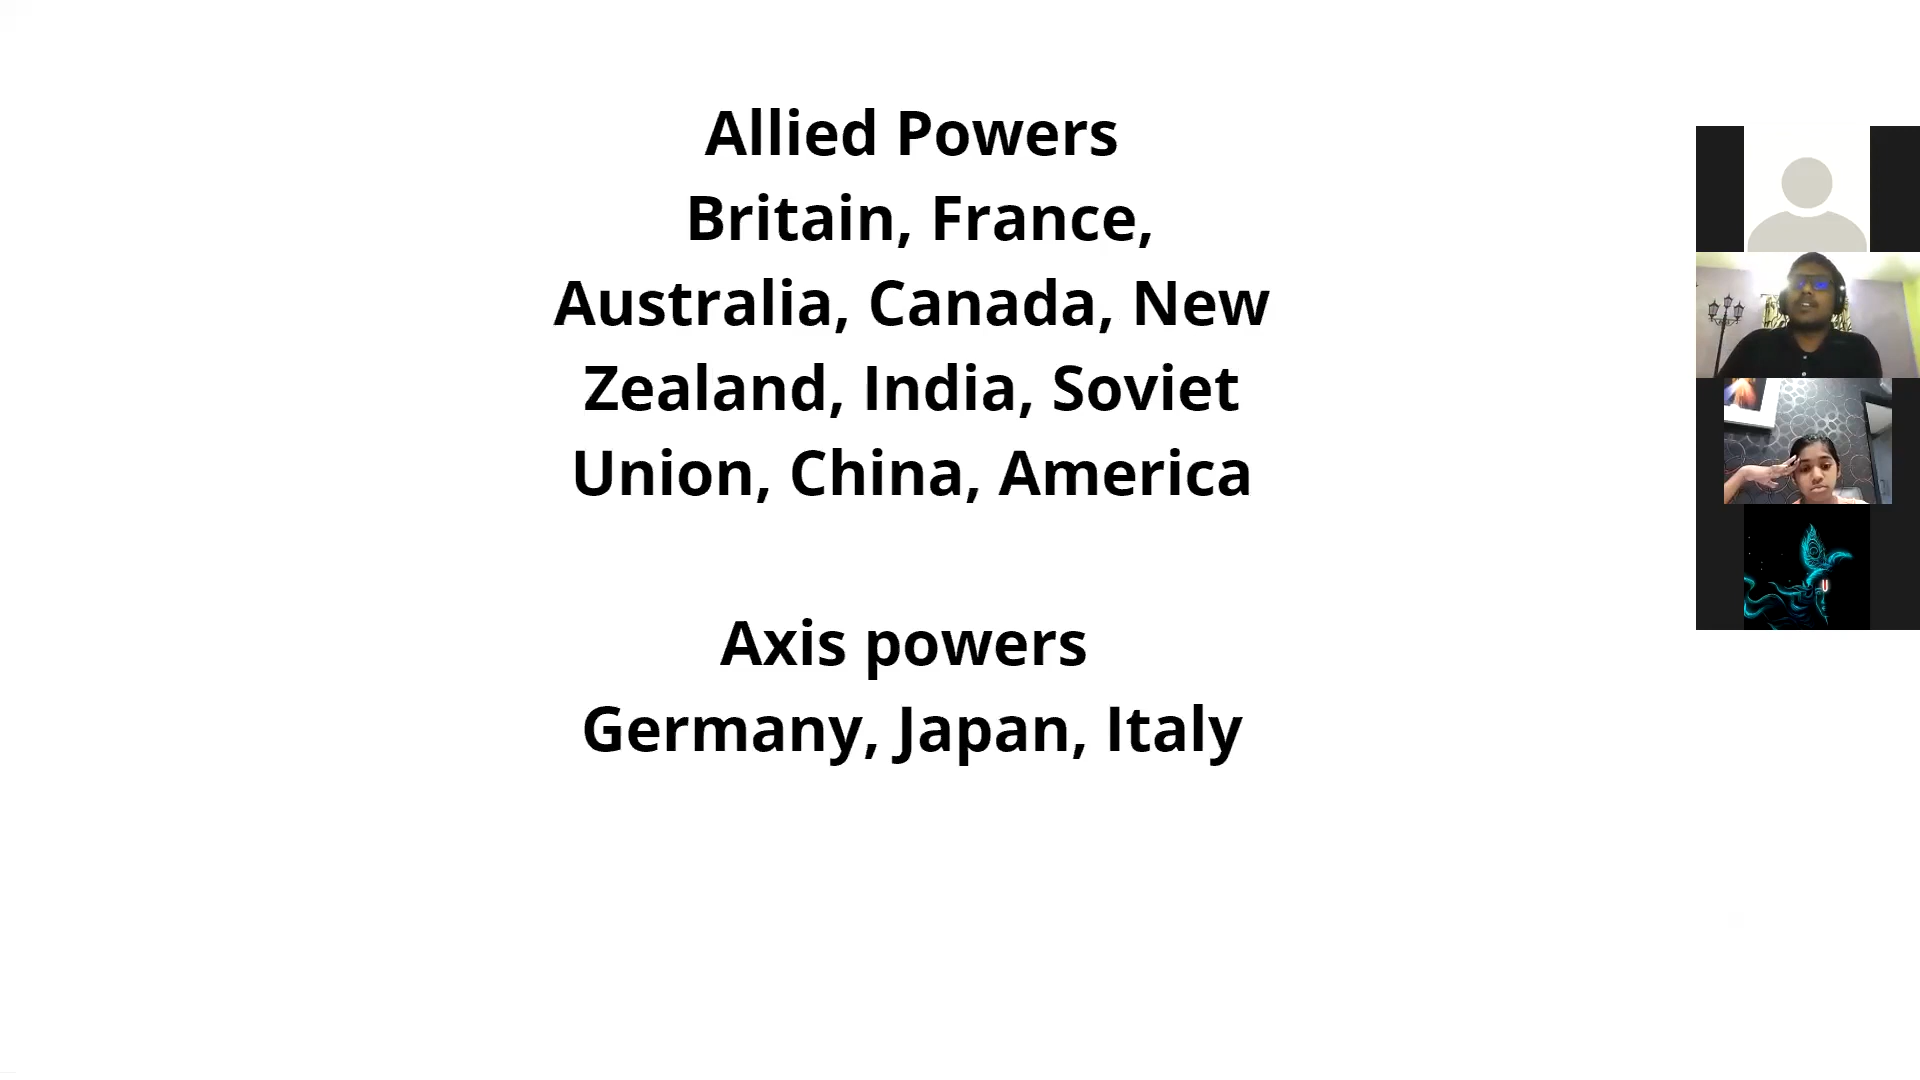 Allied Powers
Britain, France,
Australia, Canada, New
Zealand, India, Soviet
Union, China, America
Axis powers
Germany, Japan, Italy